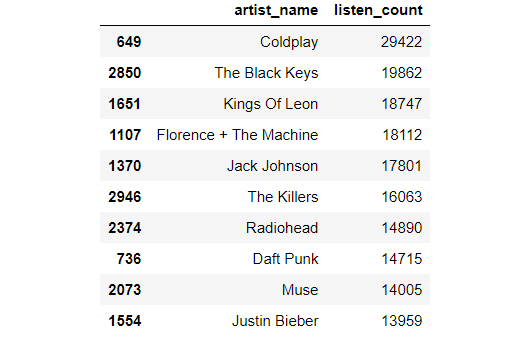 artist_name listen_count
649 Coldplay 29422
2850 The Black Keys 19862
1651 Kings Of Leon 18747
1107 Florence + The Machine 18112
1370 Jack Johnson 17801
2946 The Killers 16063
2374 Radiohead 14890
736 Daft Punk 14715
2073 Muse 14005
1554 Justin Bieber 13959